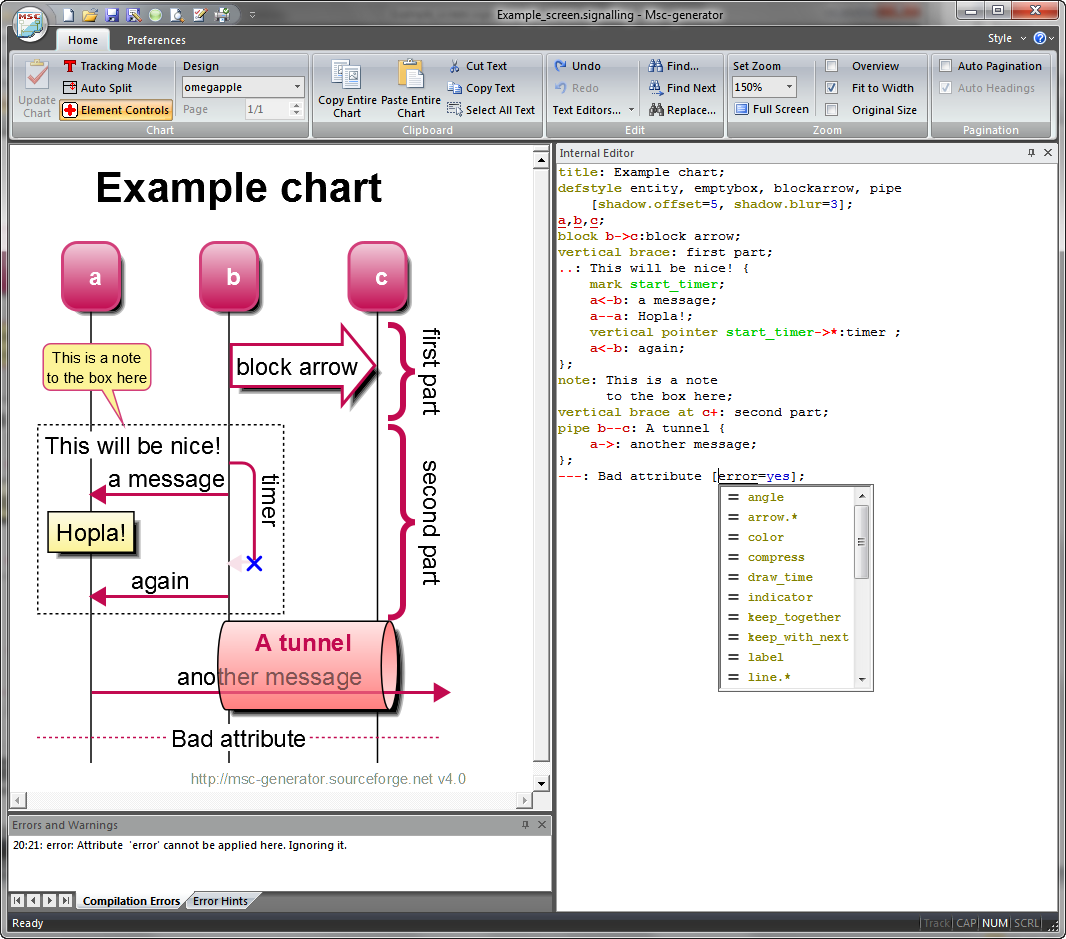 Example_screen.signalling - Msc-generator
MSC
Home
Preferences
Style
Update
Chart
Tracking Mode
Auto Split
Element Controls
Design
omegapple
Page
1/1
Chart
Copy Entire
Chart
Paste Entire
Chart
Cut Text
Copy Text
Select All Text
Clipboard
Undo
Redo
Text Editors...
Find...
Find Next
Replace...
Edit
Set Zoom
150%
Full Screen
Overview
Fit to Width
Original Size
Zoom
Auto Pagination
Auto Headings
Pagination
Example chart
a
b
c
This is a note
to the box here
block arrow
first part
This will be nice!
a message
timer
Hopla!
again
second part
A tunnel
another message
Bad attribute
http://msc-generator.sourceforge.net v4.0
Internal Editor
title: Example chart;
defstyle entity, emptybox, blockarrow, pipe
[shadow.offset=5, shadow.blur=3];
a,b,c;
block b->c:block arrow;
vertical brace: first part;
..: This will be nice! {
mark start_timer;
a<-b: a message;
a--a: Hopla!;
vertical pointer start_timer->*:timer ;
a<-b: again;
};
note: This is a note
to the box here;
vertical brace at c+: second part;
pipe b--c: A tunnel {
a->: another message;
};
---: Bad attribute [error=yes];
= angle
= arrow.*
= color
= compress
= draw_time
= indicator
= keep_together
= keep_with_next
= label
= line.*
Errors and Warnings
20:21: error: Attribute 'error' cannot be applied here. Ignoring it.
Compilation Errors
Error Hints
Ready
Track CAP NUM SCRL